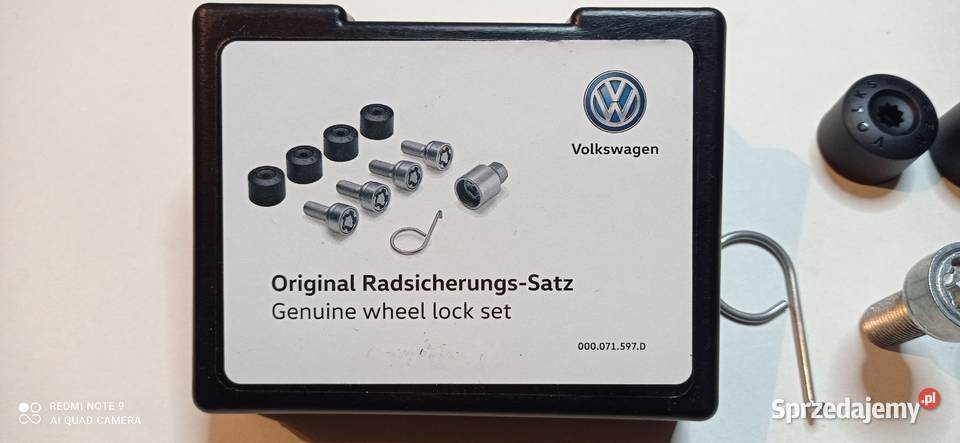 Volkswagen
Original Radsicherungs-Satz
Genuine wheel lock set
000.071.597.D
VOLKS
REDMI NOTE 9
AI QUAD CAMERA
Sprzedajemy.pl